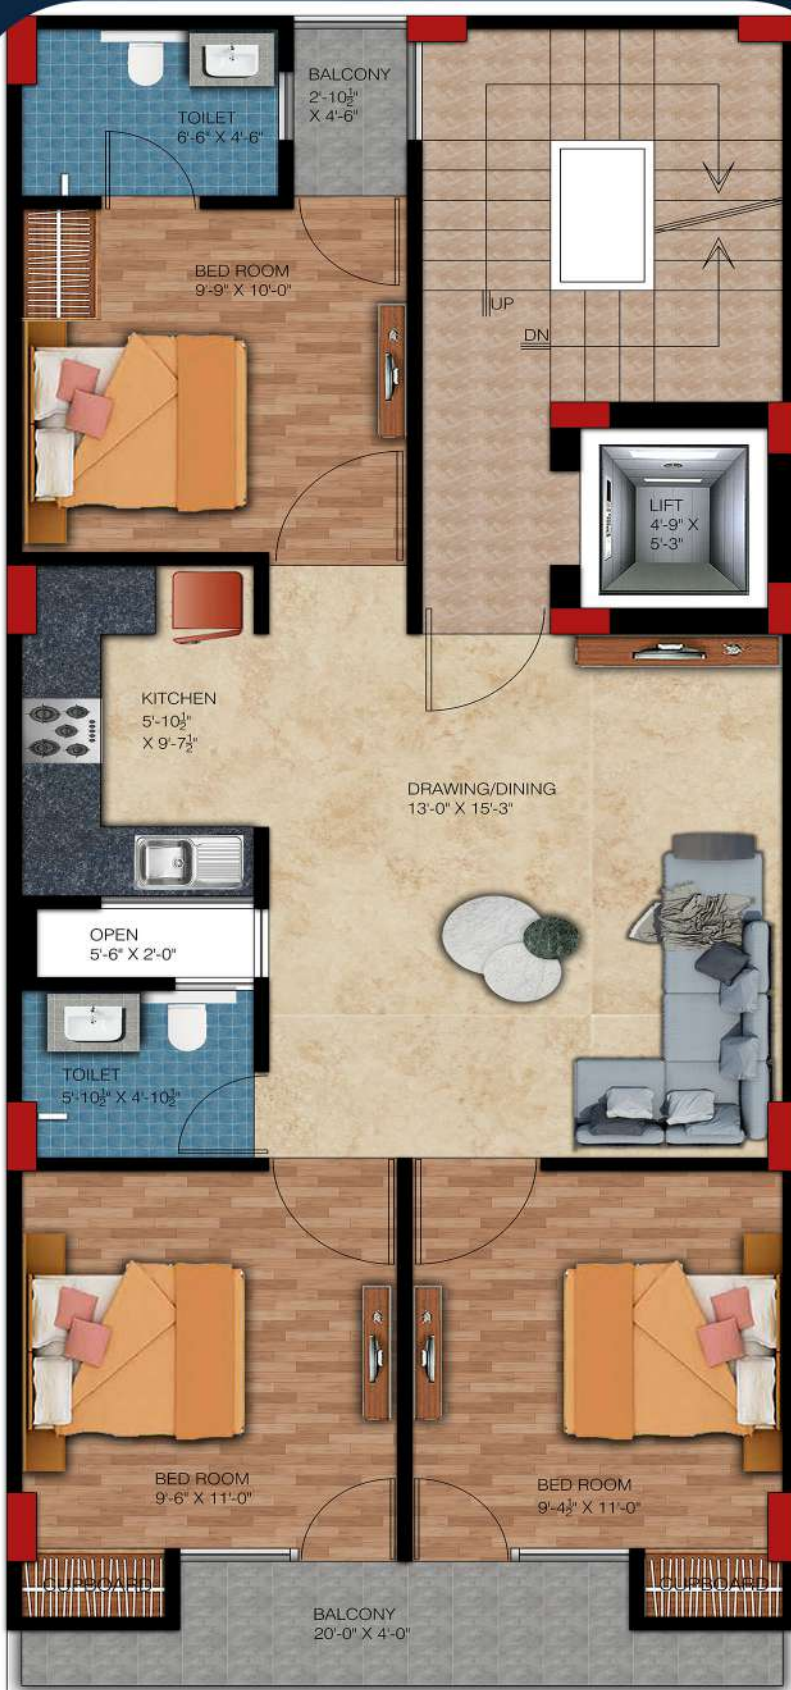 BALCONY
2'-10½"
X 4'-6"
TOILET
6'-6" X 4'-6"
BED ROOM
9'-9" X 10'-0"
UP
DN
LIFT
4'-9" X
5'-3"
KITCHEN
5'-10½"
X 9'-7½"
DRAWING/DINING
13'-0" X 15'-3"
OPEN
5'-6" X 2'-0"
TOILET
5'-10½" X 4'-10½"
BED ROOM
9'-6" X 11'-0"
BED ROOM
9'-4½" X 11'-0"
CUPBOARD
CUPBOARD
BALCONY
20'-0" X 4'-0"